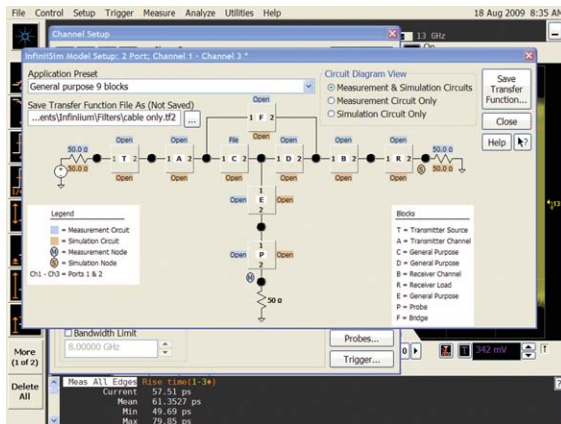 File Control Setup Trigger Measure Analyze Utilities Help 18 Aug 2009 8:35 AM
Channel Setup
13 GHz
On
InfiniiSim Model Setup: 2 Port; Channel 1 - Channel 3 *
Application Preset
General purpose 9 blocks
Save Transfer Function File As (Not Saved)
...ents\Infiniium\Filters\cable only.tf2
...
Circuit Diagram View
Measurement & Simulation Circuits
Measurement Circuit Only
Simulation Circuit Only
Save Transfer Function...
Close
Help
Open
1 F 2
Open
50.0 Ω Open Open File Open Open Open 50.0 Ω
1 T 2 1 A 2 1 C 2 1 D 2 1 B 2 1 R 2
50.0 Ω Open Open Open Open Open Open S 50.0 Ω
1
Open E Open
2
1
Open P Open
2
M
50 Ω
Legend
= Measurement Circuit
= Simulation Circuit
M = Measurement Node
S = Simulation Node
Ch1 - Ch3 = Ports 1 & 2
Blocks
T = Transmitter Source
A = Transmitter Channel
C = General Purpose
D = General Purpose
B = Receiver Channel
R = Receiver Load
E = General Purpose
P = Probe
F = Bridge
Bandwidth Limit
8.00000 GHz
Probes...
Trigger...
More
(1 of 2)
Delete
All
0
T
342 mV
Meas All Edges Rise time(1-3♦)
Current 57.51 ps
Mean 61.3527 ps
Min 49.69 ps
Max 79.85 ps